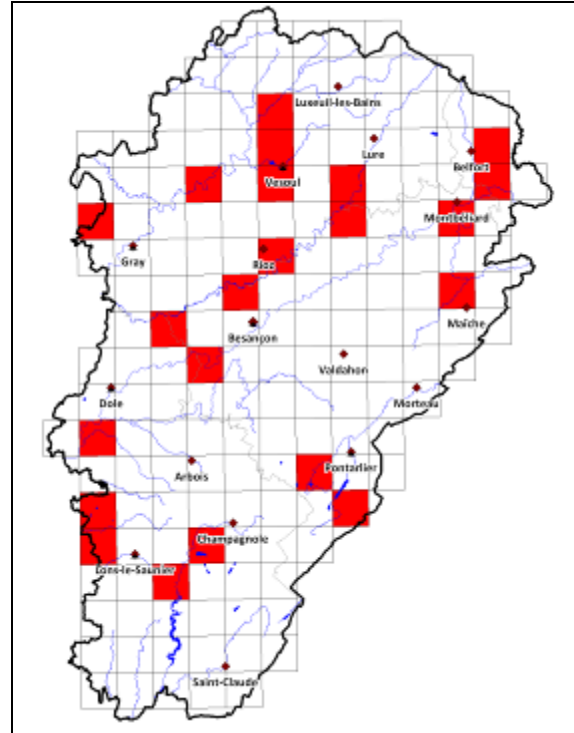 Luxeuil-les-Bains
Lure
Belfort
Vesoul
Montbéliard
Gray
Rioz
Maîche
Besançon
Valdahon
Dole
Morteau
Pontarlier
Arbois
Champagnole
Lons-le-Saunier
Saint-Claude